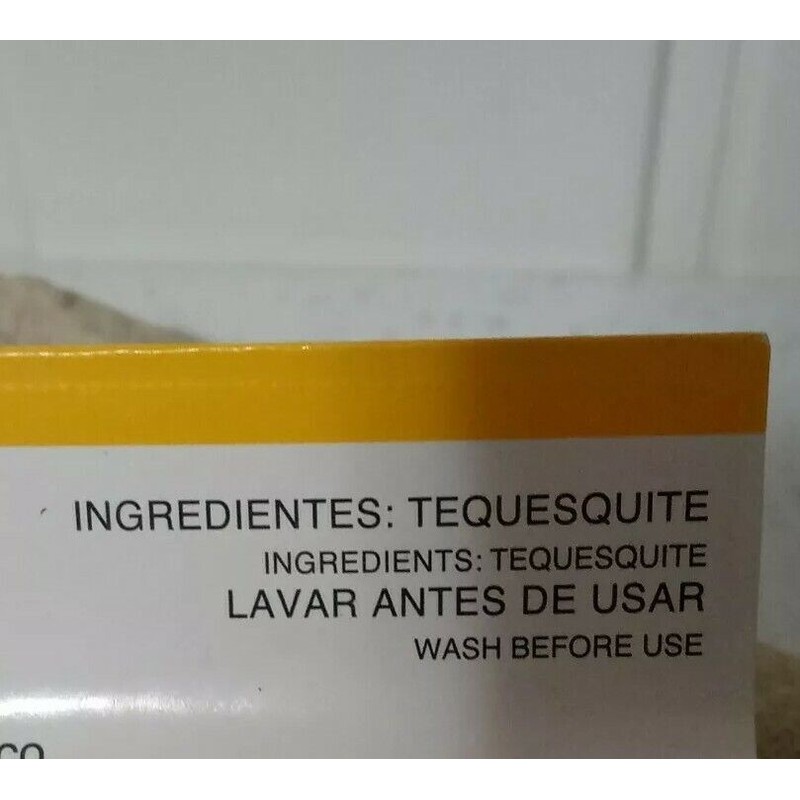 INGREDIENTES: TEQUESQUITE
INGREDIENTS: TEQUESQUITE
LAVAR ANTES DE USAR
WASH BEFORE USE